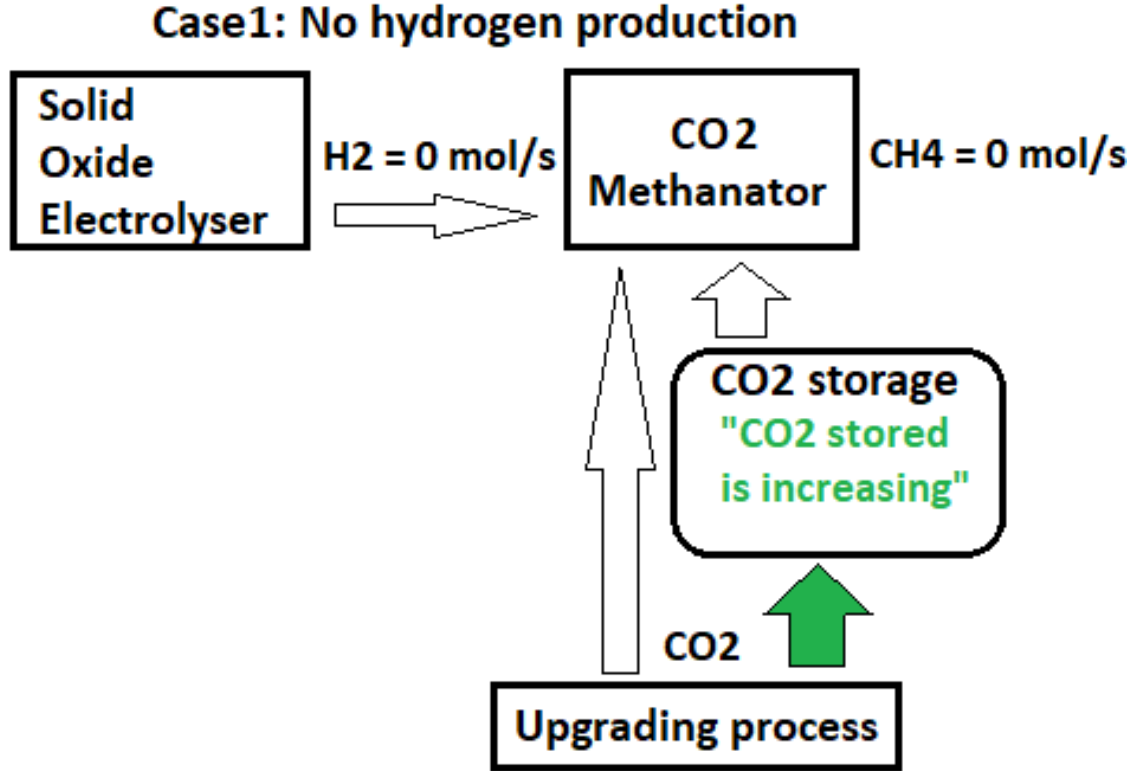 Case1: No hydrogen production
Solid
Oxide
Electrolyser
H2 = 0 mol/s
CO2
Methanator
CH4 = 0 mol/s
CO2 storage
"CO2 stored
is increasing"
CO2
Upgrading process